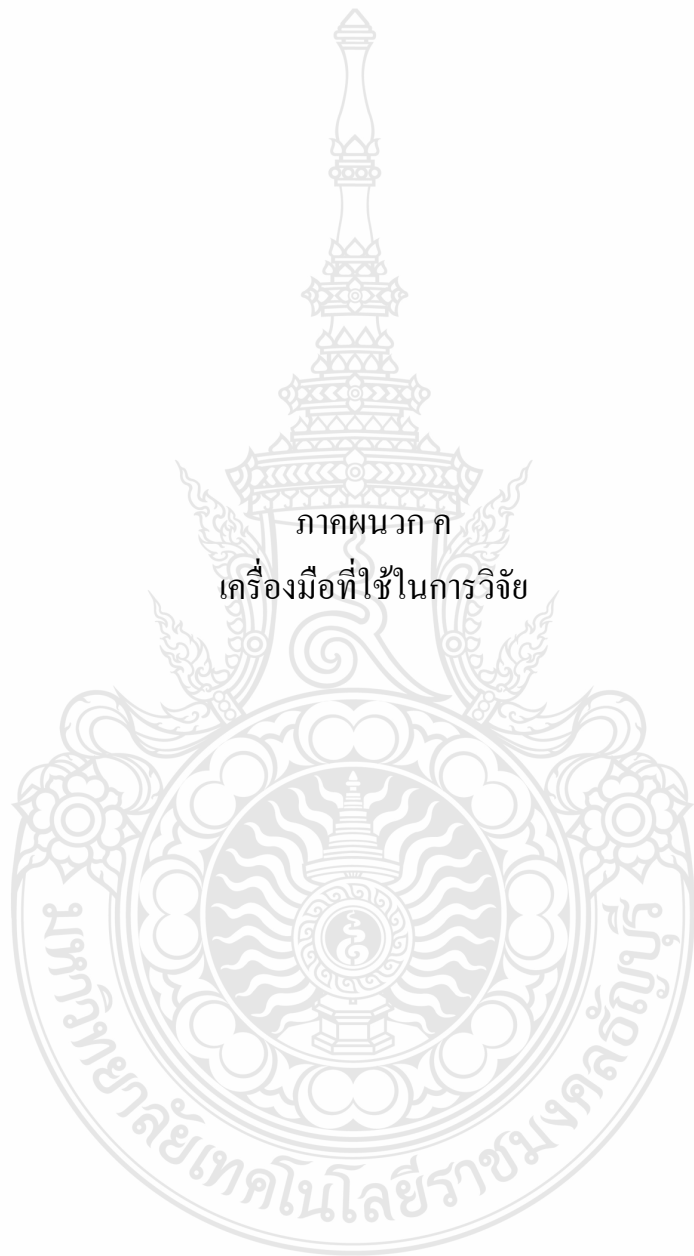 ภาคผนวก ค
เครื่องมือที่ใช้ในการวิจัย
มหาวิทยาลัยเทคโนโลยีราชมงคลธัญบุรี